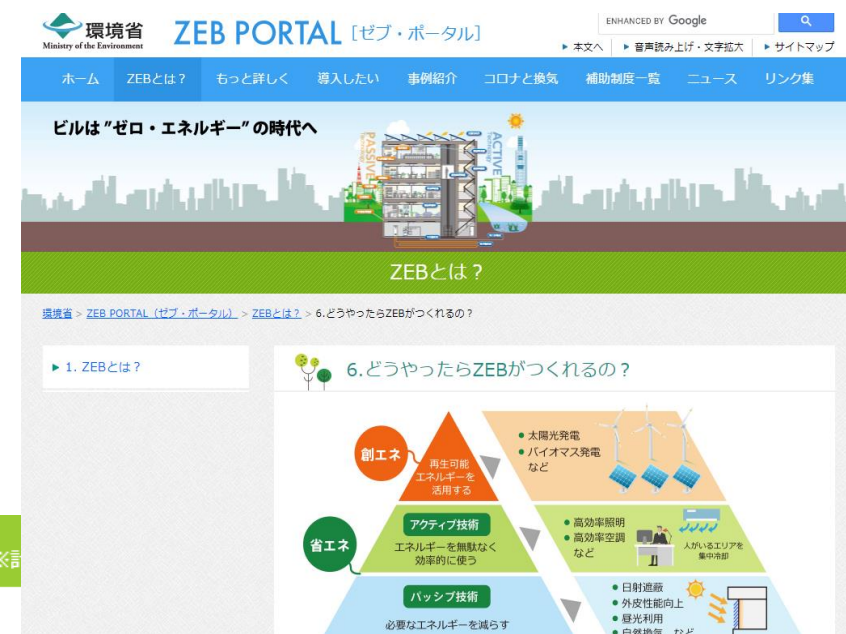 環境省
Ministry of the Environment
ZEB PORTAL [ゼブ・ポータル]
ENHANCED BY Google
本文へ
音声読み上げ・文字拡大
サイトマップ
ホーム
ZEBとは?
もっと詳しく
導入したい
事例紹介
コロナと換気
補助制度一覧
ニュース
リンク集
ビルは"ゼロ・エネルギー"の時代へ
PASSIVE
ACTIVE
ZEBとは?
環境省 > ZEB PORTAL(ゼブ・ポータル) > ZEBとは? > 6.どうやったらZEBがつくれるの?
1. ZEBとは?
6.どうやったらZEBがつくれるの?
創エネ
再生可能
エネルギーを
活用する
● 太陽光発電
● バイオマス発電
など
省エネ
アクティブ技術
エネルギーを無駄なく
効率的に使う
● 高効率照明
● 高効率空調
など
人がいるエリアを
集中冷却
パッシブ技術
必要なエネルギーを減らす
● 日射遮蔽
● 外皮性能向上
● 昼光利用
● 自然換気 など